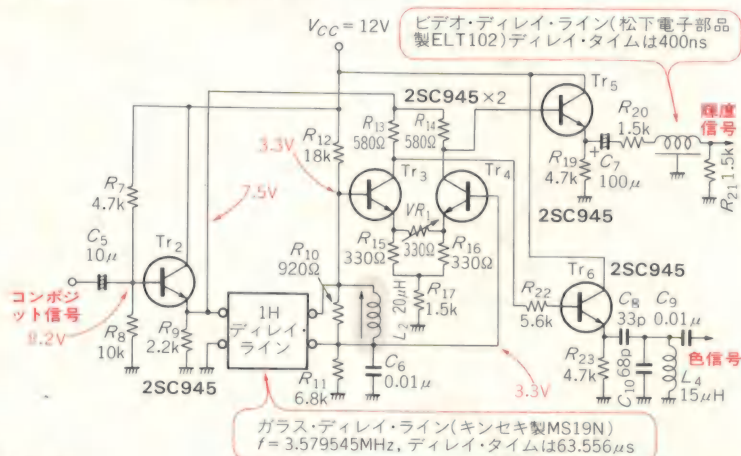 V_CC = 12V
ビデオ・ディレイ・ライン(松下電子部品
製ELT102)ディレイ・タイムは400ns
2SC945×2
Tr5
R20
1.5k
輝度
信号
R12
18k
R13
580Ω
R14
580Ω
3.3V
Tr3
Tr4
R19
4.7k
C7
100μ
R21
1.5k
R7
4.7k
7.5V
2SC945
VR1
330Ω
C5
10μ
Tr2
R10
920Ω
R15
330Ω
R16
330Ω
Tr6
2SC945
コンポジ
ット信号
8.2V
R8
10k
R9
2.2k
1H
ディレイ・
ライン
L2 20μH
R17
1.5k
R22
5.6k
C8
33p
C9
0.01μ
色信号
R11
6.8k
C6
0.01μ
3.3V
R23
4.7k
C10 68p
L4
15μH
2SC945
ガラス・ディレイ・ライン(キンセキ製MS19N)
f = 3.579545MHz, ディレイ・タイムは63.556μs